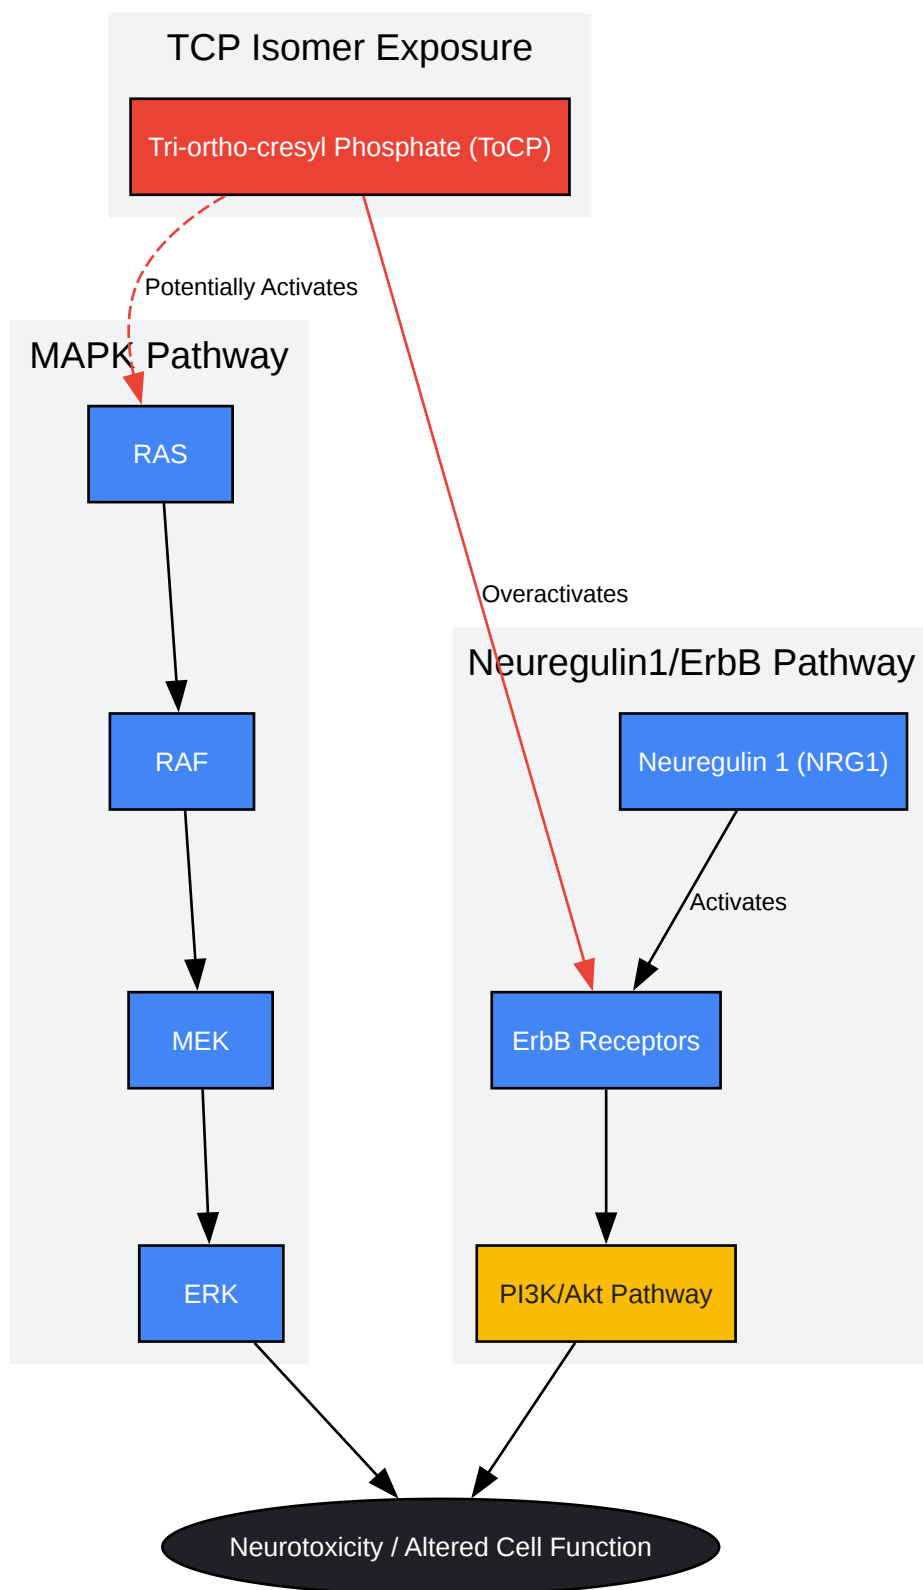 TCP Isomer Exposure
Tri-ortho-cresyl Phosphate (ToCP)
Potentially Activates
MAPK Pathway
RAS
Overactivates
Neuregulin1/ErbB Pathway
RAF
Neuregulin 1 (NRG1)
Activates
MEK
ErbB Receptors
ERK
PI3K/Akt Pathway
Neurotoxicity / Altered Cell Function